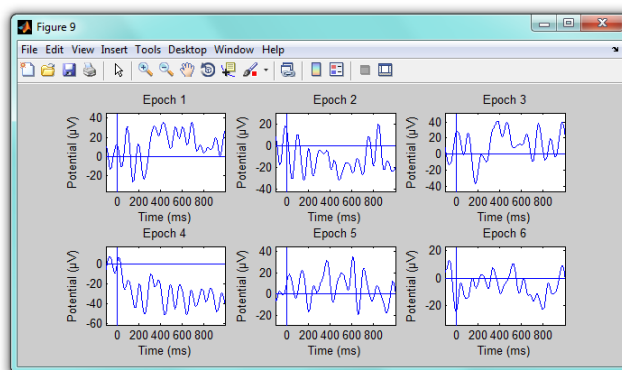 Figure 9
File Edit View Insert Tools Desktop Window Help
Epoch 1
Potential (µV)
40
20
0
-20
0 200 400 600 800
Time (ms)
Epoch 2
Potential (µV)
20
0
-20
-40
0 200 400 600 800
Time (ms)
Epoch 3
Potential (µV)
40
20
0
-20
-40
0 200 400 600 800
Time (ms)
Epoch 4
Potential (µV)
0
-20
-40
-60
0 200 400 600 800
Time (ms)
Epoch 5
Potential (µV)
40
20
0
-20
0 200 400 600 800
Time (ms)
Epoch 6
Potential (µV)
20
0
-20
0 200 400 600 800
Time (ms)